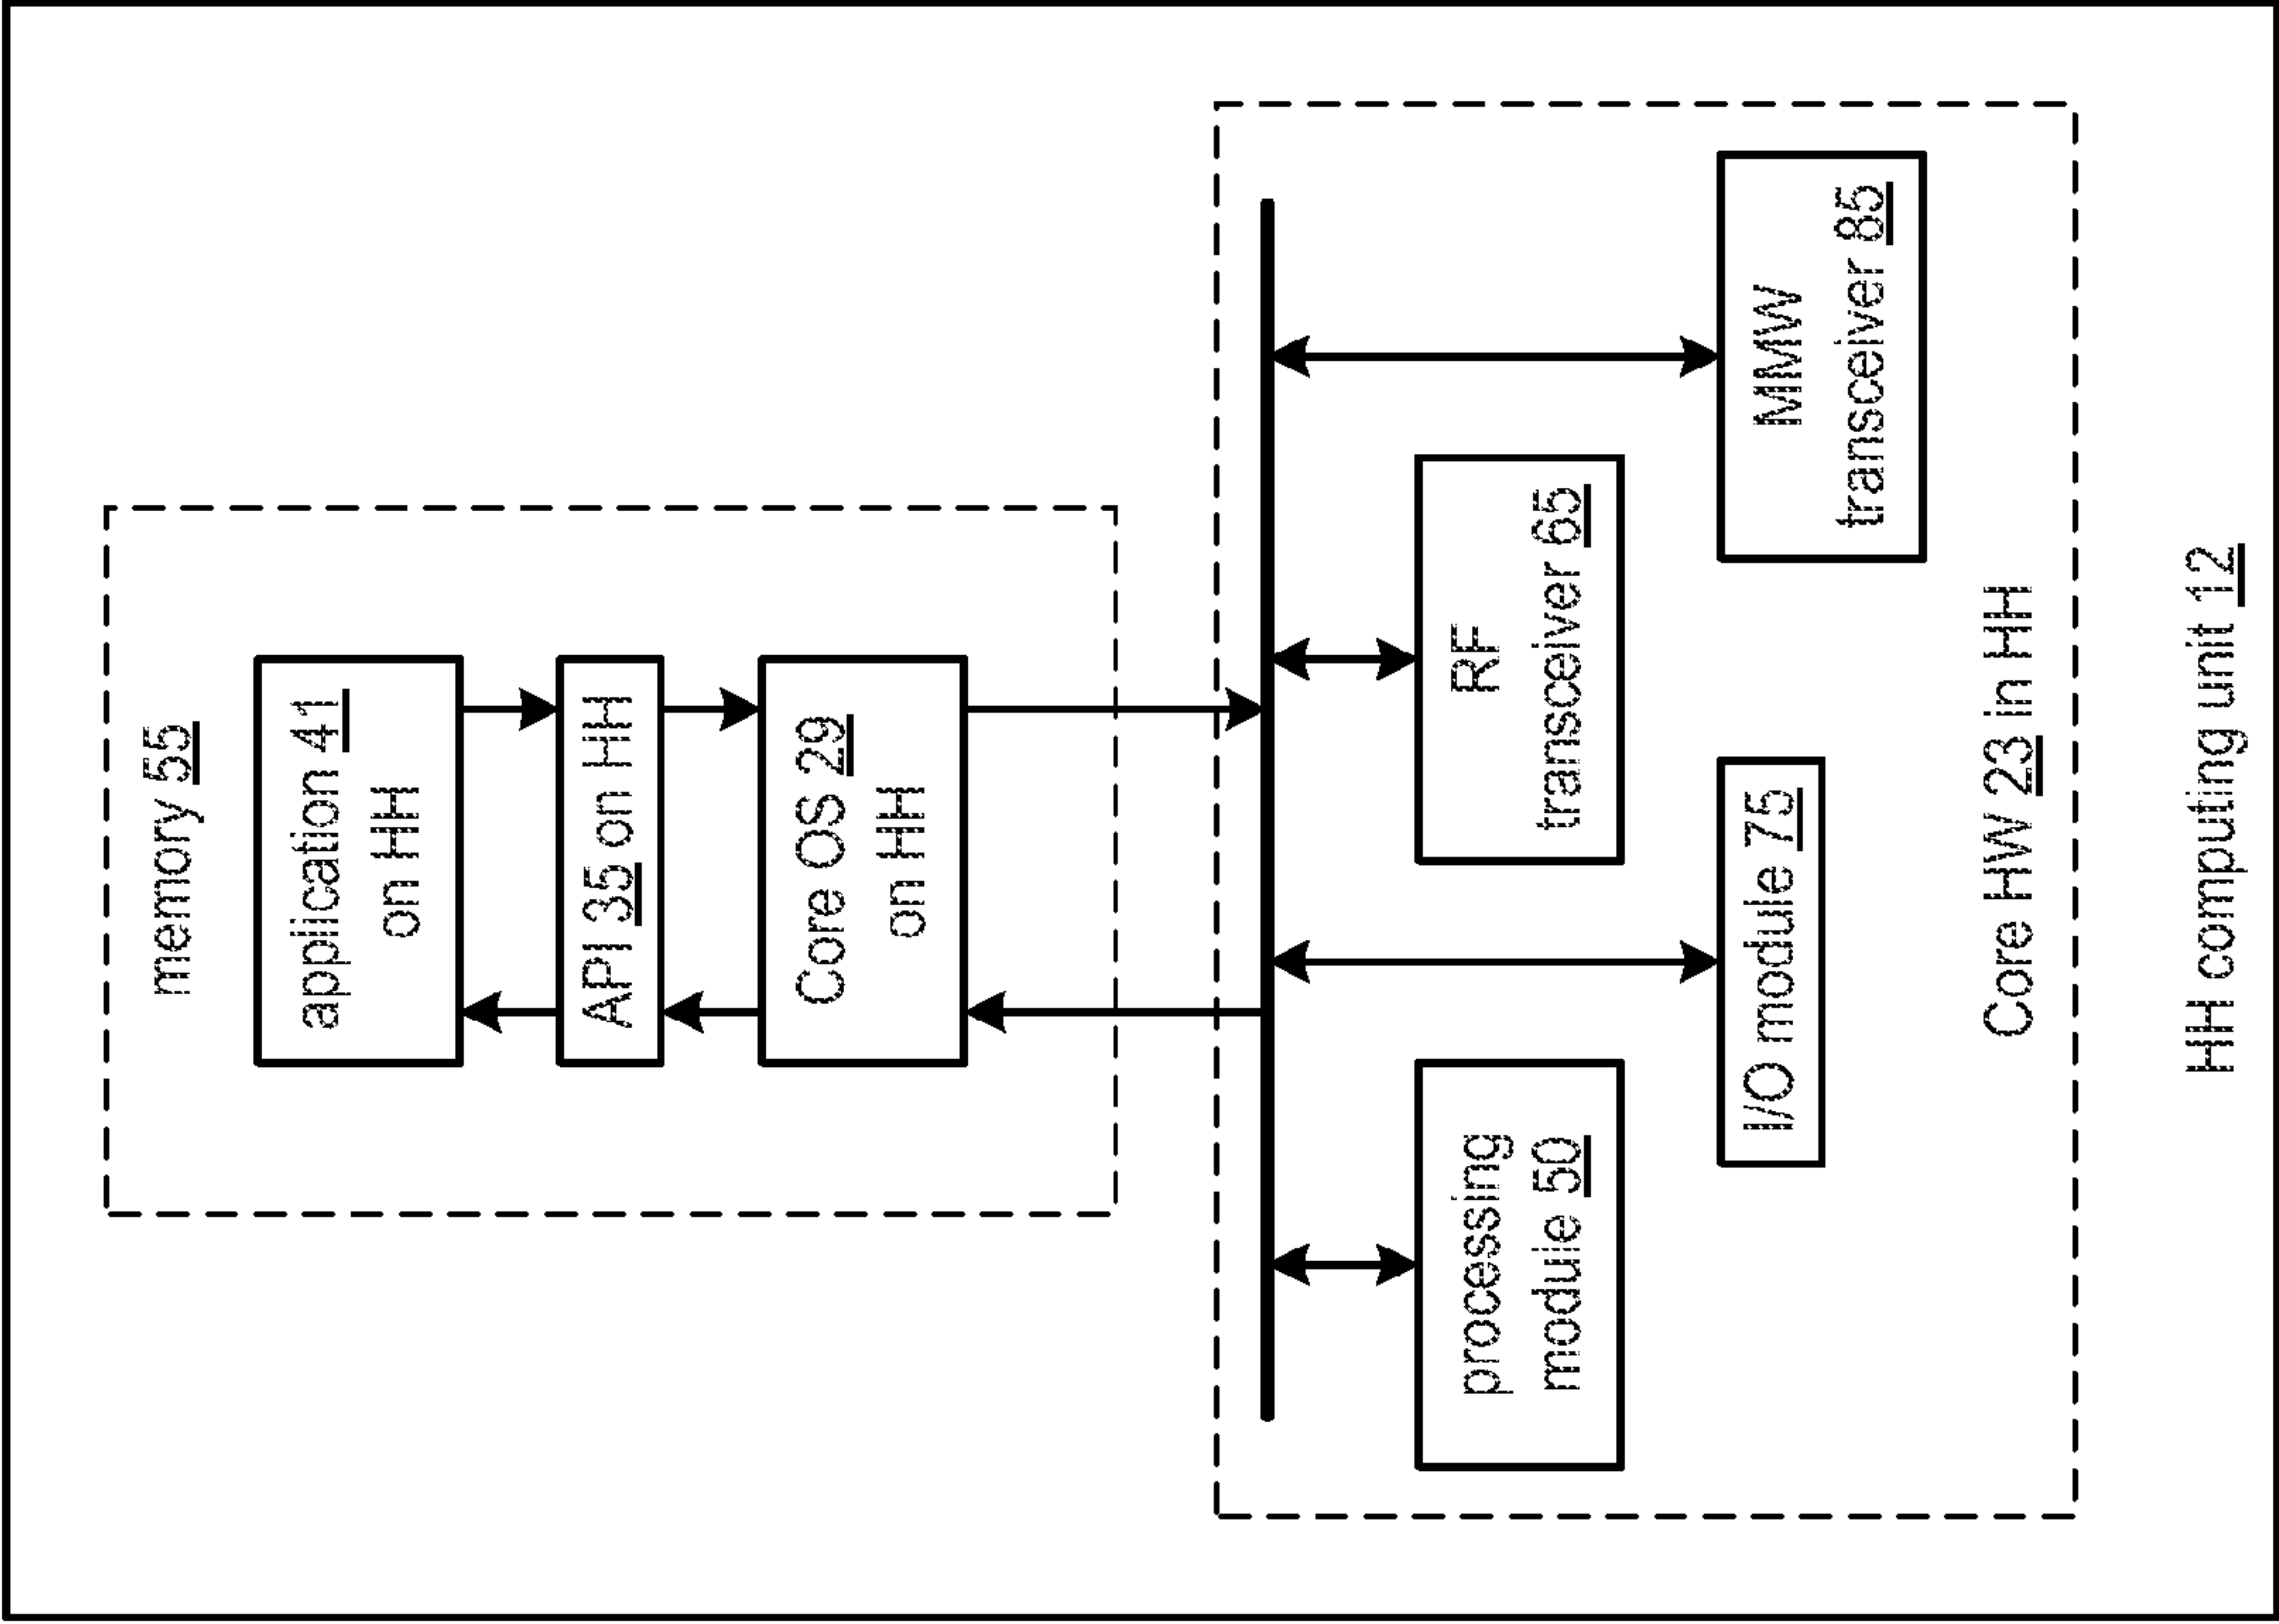 memory 55
application 41
on HH
API 35 on HH
Core OS 29
on HH
processing
module 50
RF
transceiver 65
I/O module 75
MMW
transceiver 85
Core HW 23 in HH
HH computing unit 12